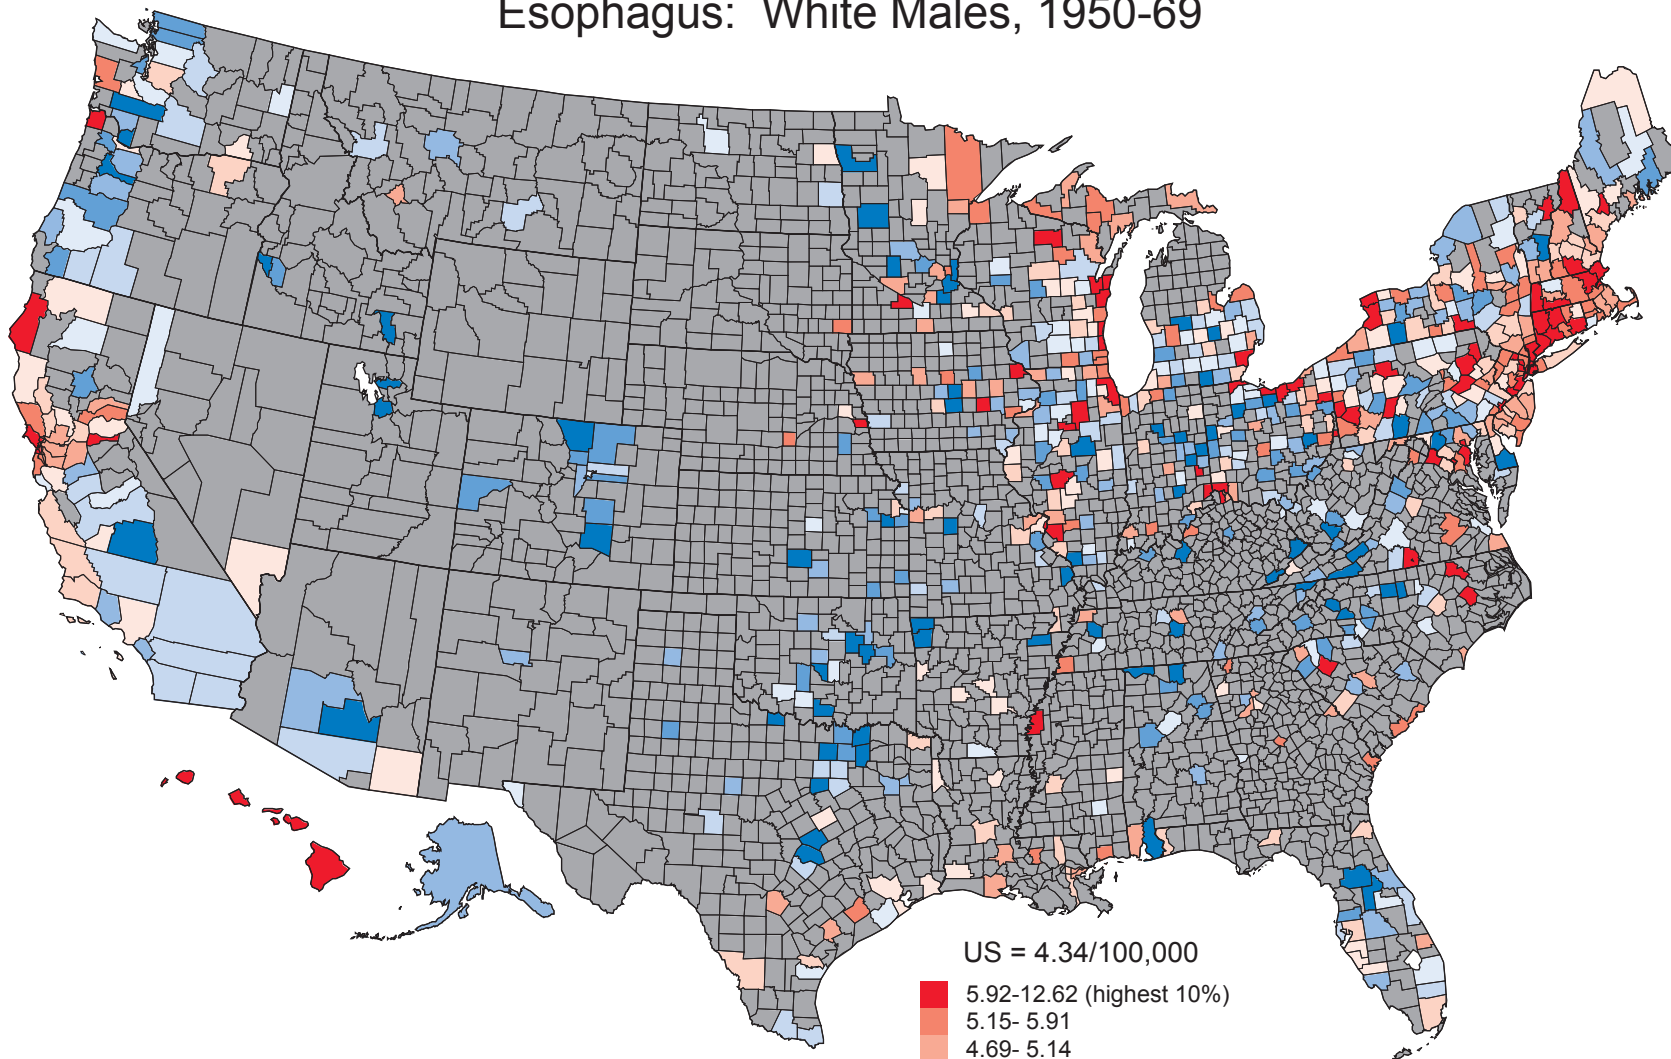 Esophagus: White Males, 1950-69
US = 4.34/100,000
5.92-12.62 (highest 10%)
5.15- 5.91
4.69- 5.14